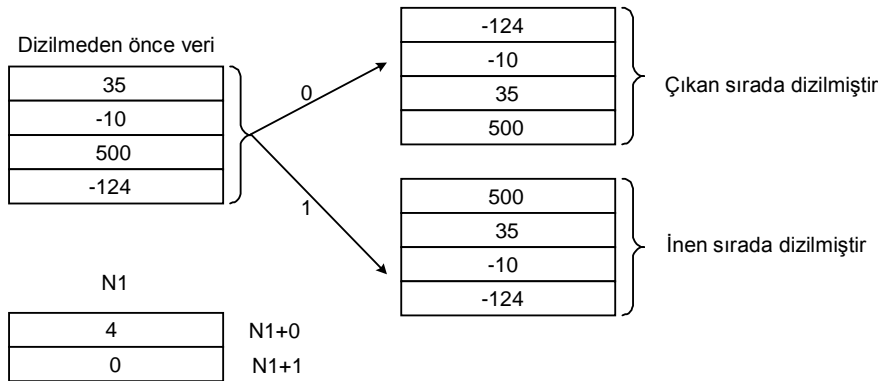 Dizilmeden önce veri
35
-10
500
-124
0
1
-124
-10
35
500
Çıkan sırada dizilmiştir
500
35
-10
-124
İnen sırada dizilmiştir
N1
4 N1+0
0 N1+1